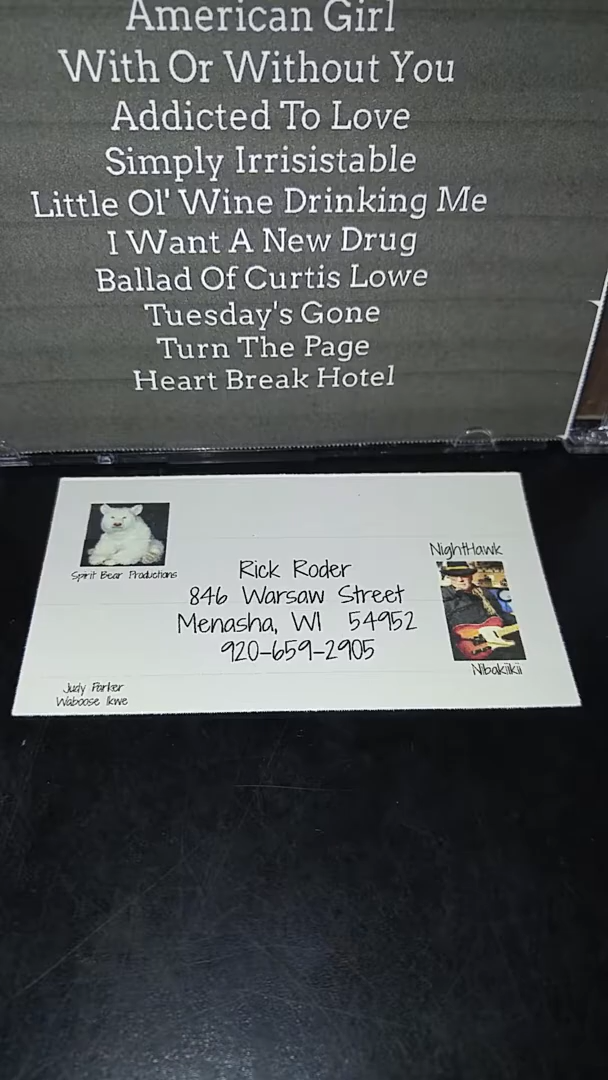 American Girl
With Or Without You
Addicted To Love
Simply Irrisistable
Little Ol' Wine Drinking Me
I Want A New Drug
Ballad Of Curtis Lowe
Tuesday's Gone
Turn The Page
Heart Break Hotel
Spirit Bear Productions
Rick Roder
846 Warsaw Street
Menasha, WI 54952
920-659-2905
NightHawk
Nibakiikii
Judy Parker
Waboose Ikwe